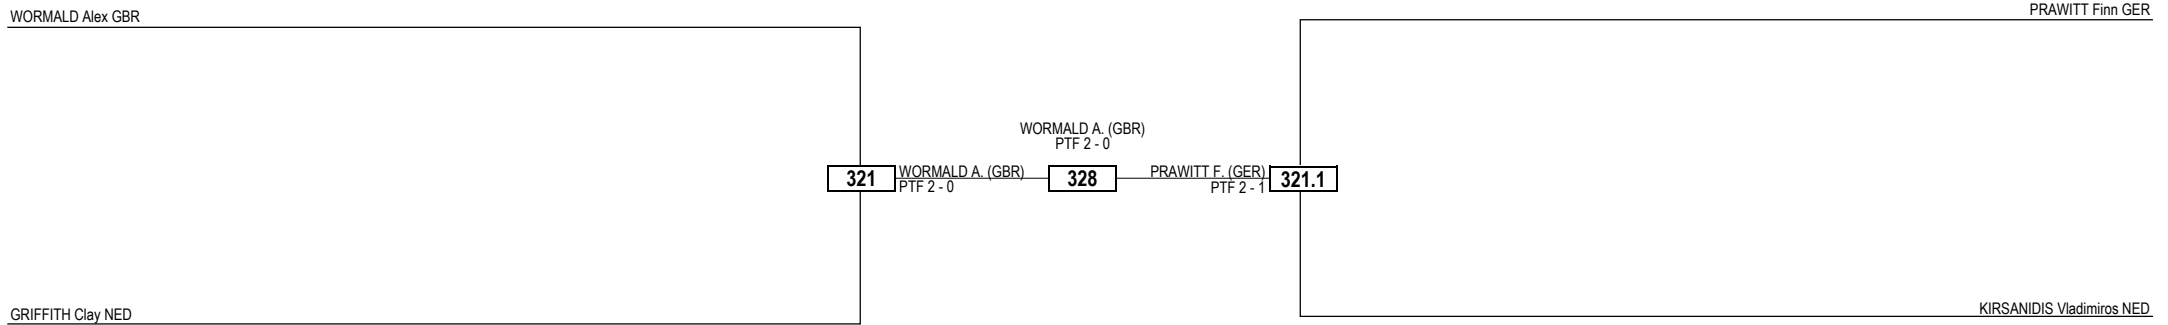 WORMALD Alex GBR
PRAWITT Finn GER
WORMALD A. (GBR)
PTF 2 - 0
321
WORMALD A. (GBR)
PTF 2 - 0
328
PRAWITT F. (GER)
PTF 2 - 1
321.1
GRIFFITH Clay NED
KIRSANIDIS Vladimiros NED